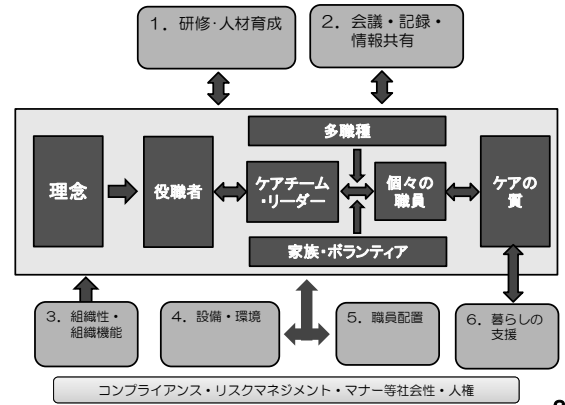 1. 研修・人材育成
2. 会議・記録・
情報共有
多職種
理念
役職者
ケアチーム
・リーダー
個々の
職員
ケアの
質
家族・ボランティア
3. 組織性・
組織機能
4. 設備・環境
5. 職員配置
6. 暮らしの
支援
コンプライアンス・リスクマネジメント・マナー等社会性・人権